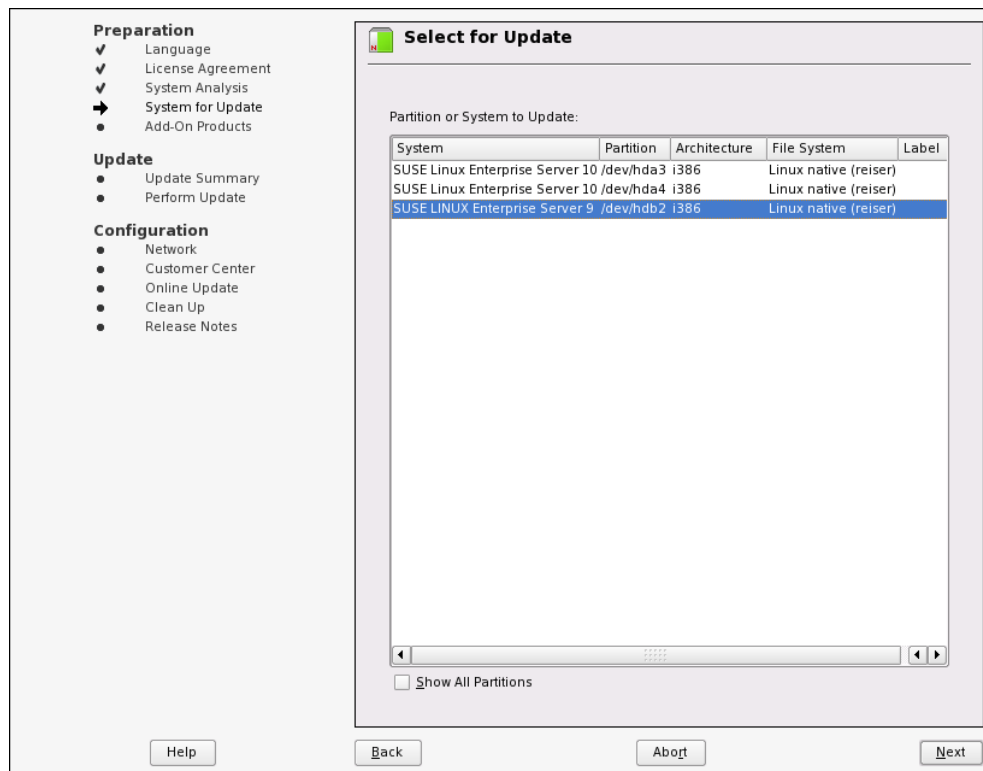 Preparation
Language
License Agreement
System Analysis
System for Update
Add-On Products
Update
Update Summary
Perform Update
Configuration
Network
Customer Center
Online Update
Clean Up
Release Notes
Select for Update
Partition or System to Update:
System Partition Architecture File System Label
SUSE Linux Enterprise Server 10 /dev/hda3 i386 Linux native (reiser)
SUSE Linux Enterprise Server 10 /dev/hda4 i386 Linux native (reiser)
SUSE LINUX Enterprise Server 9 /dev/hdb2 i386 Linux native (reiser)
Show All Partitions
Help Back Abort Next